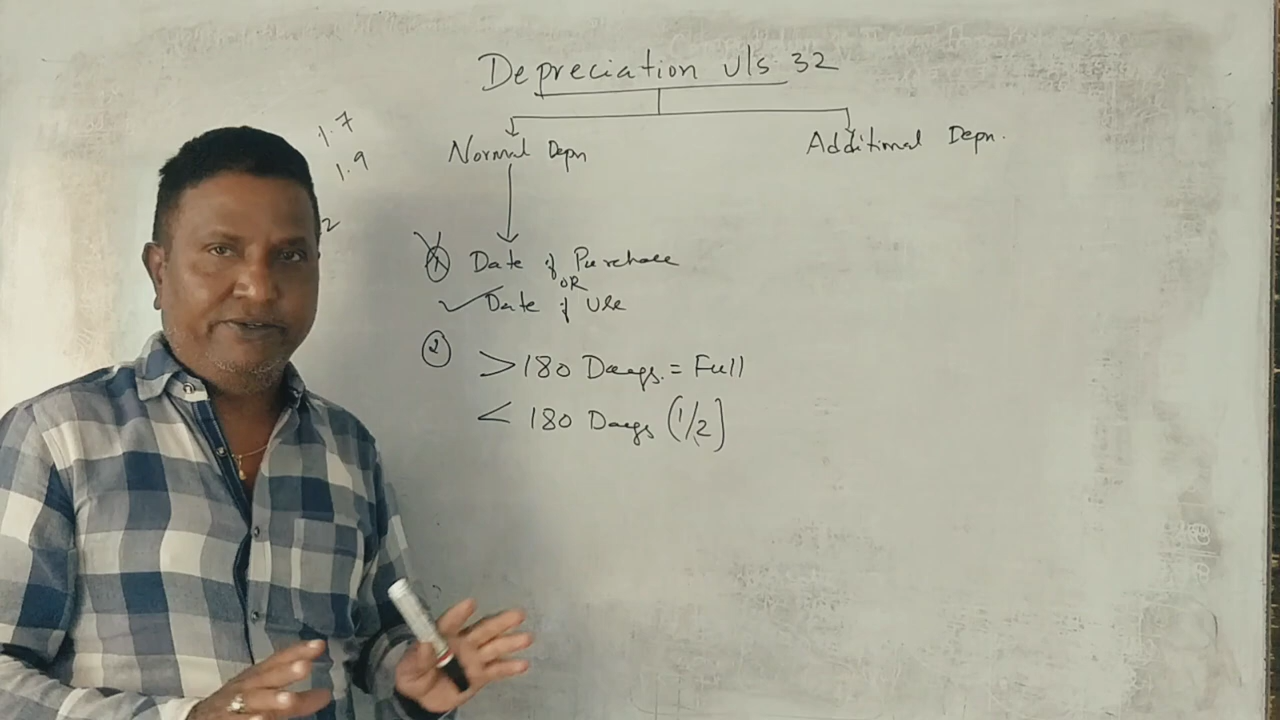 Depreciation u/s 32
1.7
1.9
2
Normal Depn
Additional Depn.
① Date of Purchase
OR
Date of Use
② >180 Days. = Full
< 180 Days (1/2]